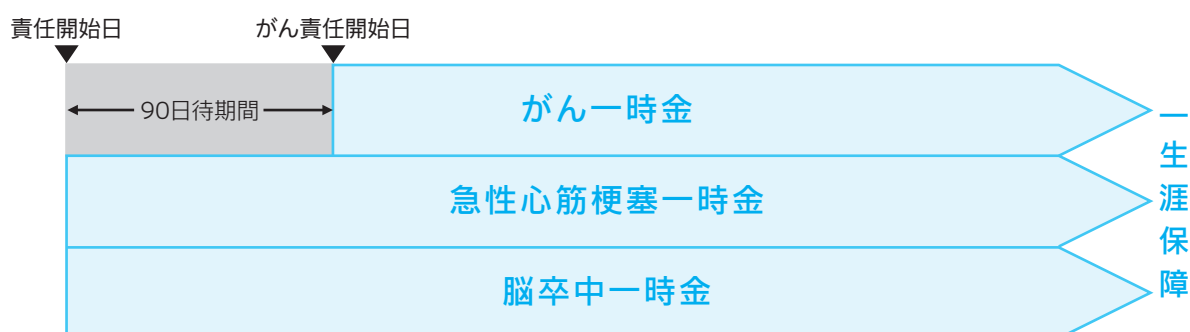 責任開始日
がん責任開始日
90日待期間
がん一時金
急性心筋梗塞一時金
脳卒中一時金
一生涯保障